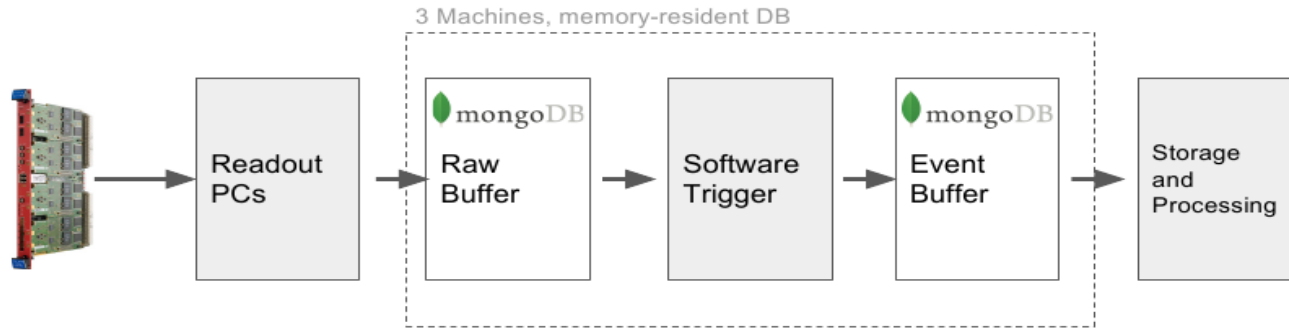 3 Machines, memory-resident DB
Readout
PCs
mongoDB
Raw
Buffer
Software
Trigger
mongoDB
Event
Buffer
Storage
and
Processing